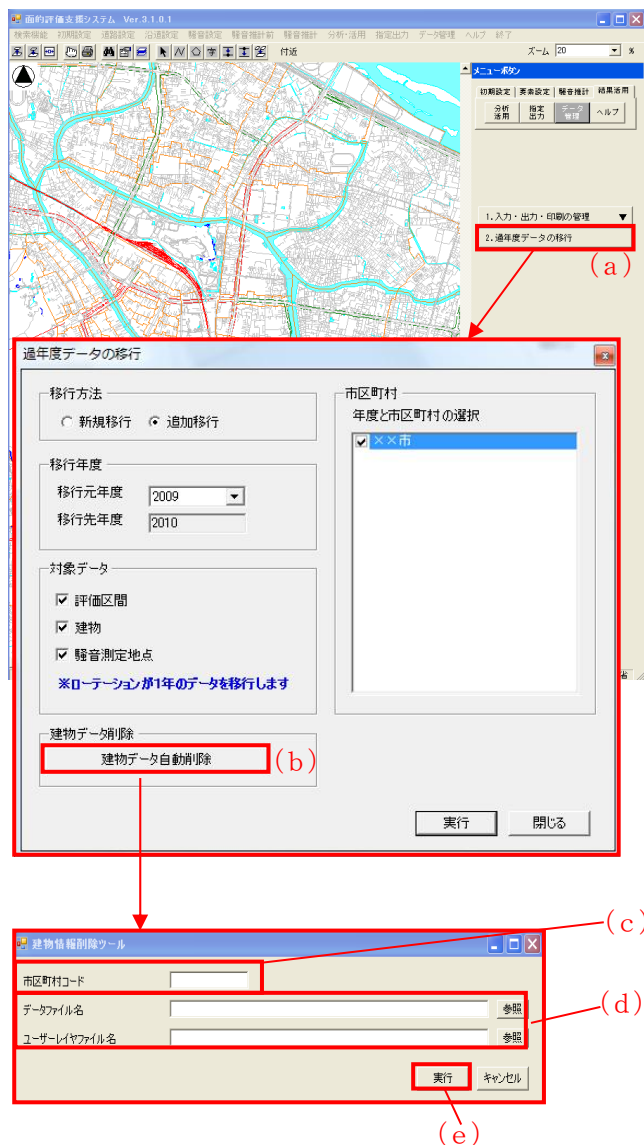 面的評価支援システム Ver.3.1.0.1
検索機能 初期設定 道路設定 沿道設定 騒音設定 騒音推計前 騒音推計 分析・活用 指定出力 データ管理 ヘルプ 終了
付近 ズーム 20 %
メニューボタン
初期設定 要素設定 騒音推計 結果活用
分析活用 指定出力 データ管理 ヘルプ
1.入力・出力・印刷の管理 ▼
2.過年度データの移行
(a)
過年度データの移行
移行方法
新規移行 追加移行
移行年度
移行元年度 2009
移行先年度 2010
対象データ
評価区間
建物
騒音測定地点
※ローテーションが1年のデータを移行します
建物データ削除
建物データ自動削除
(b)
市区町村
年度と市区町村の選択
××市
実行 閉じる
(c)
建物情報削除ツール
市区町村コード
データファイル名 参照
ユーザーレイヤファイル名 参照
(d)
実行 キャンセル
(e)